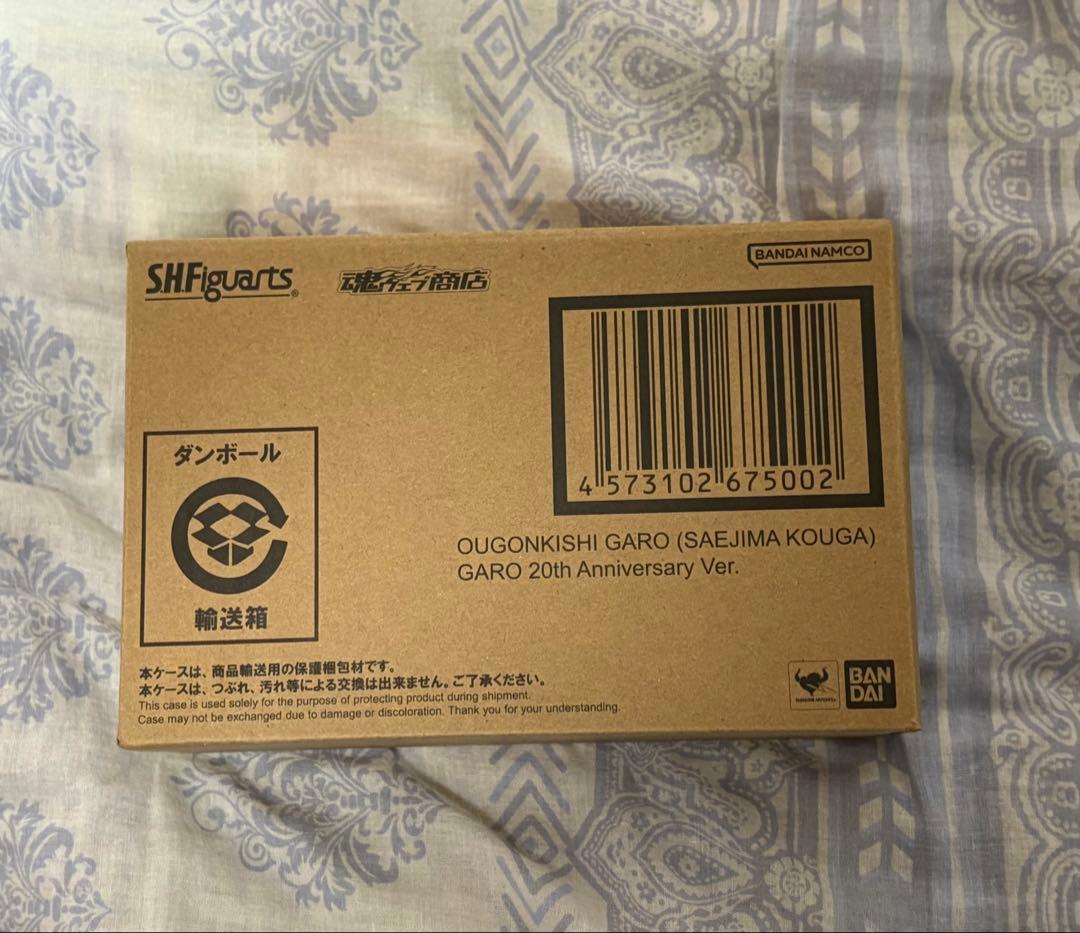 S.H.Figuarts®
魂ウェブ商店
BANDAI NAMCO
4 573102 675002
OUGONKISHI GARO (SAEJIMA KOUGA)
GARO 20th Anniversary Ver.
ダンボール
輸送箱
本ケースは、商品輸送用の保護梱包材です。
本ケースは、つぶれ、汚れ等による交換は出来ません。ご了承ください。
This case is used solely for the purpose of protecting product during shipment.
Case may not be exchanged due to damage or discoloration. Thank you for your understanding.
BAN
DAI